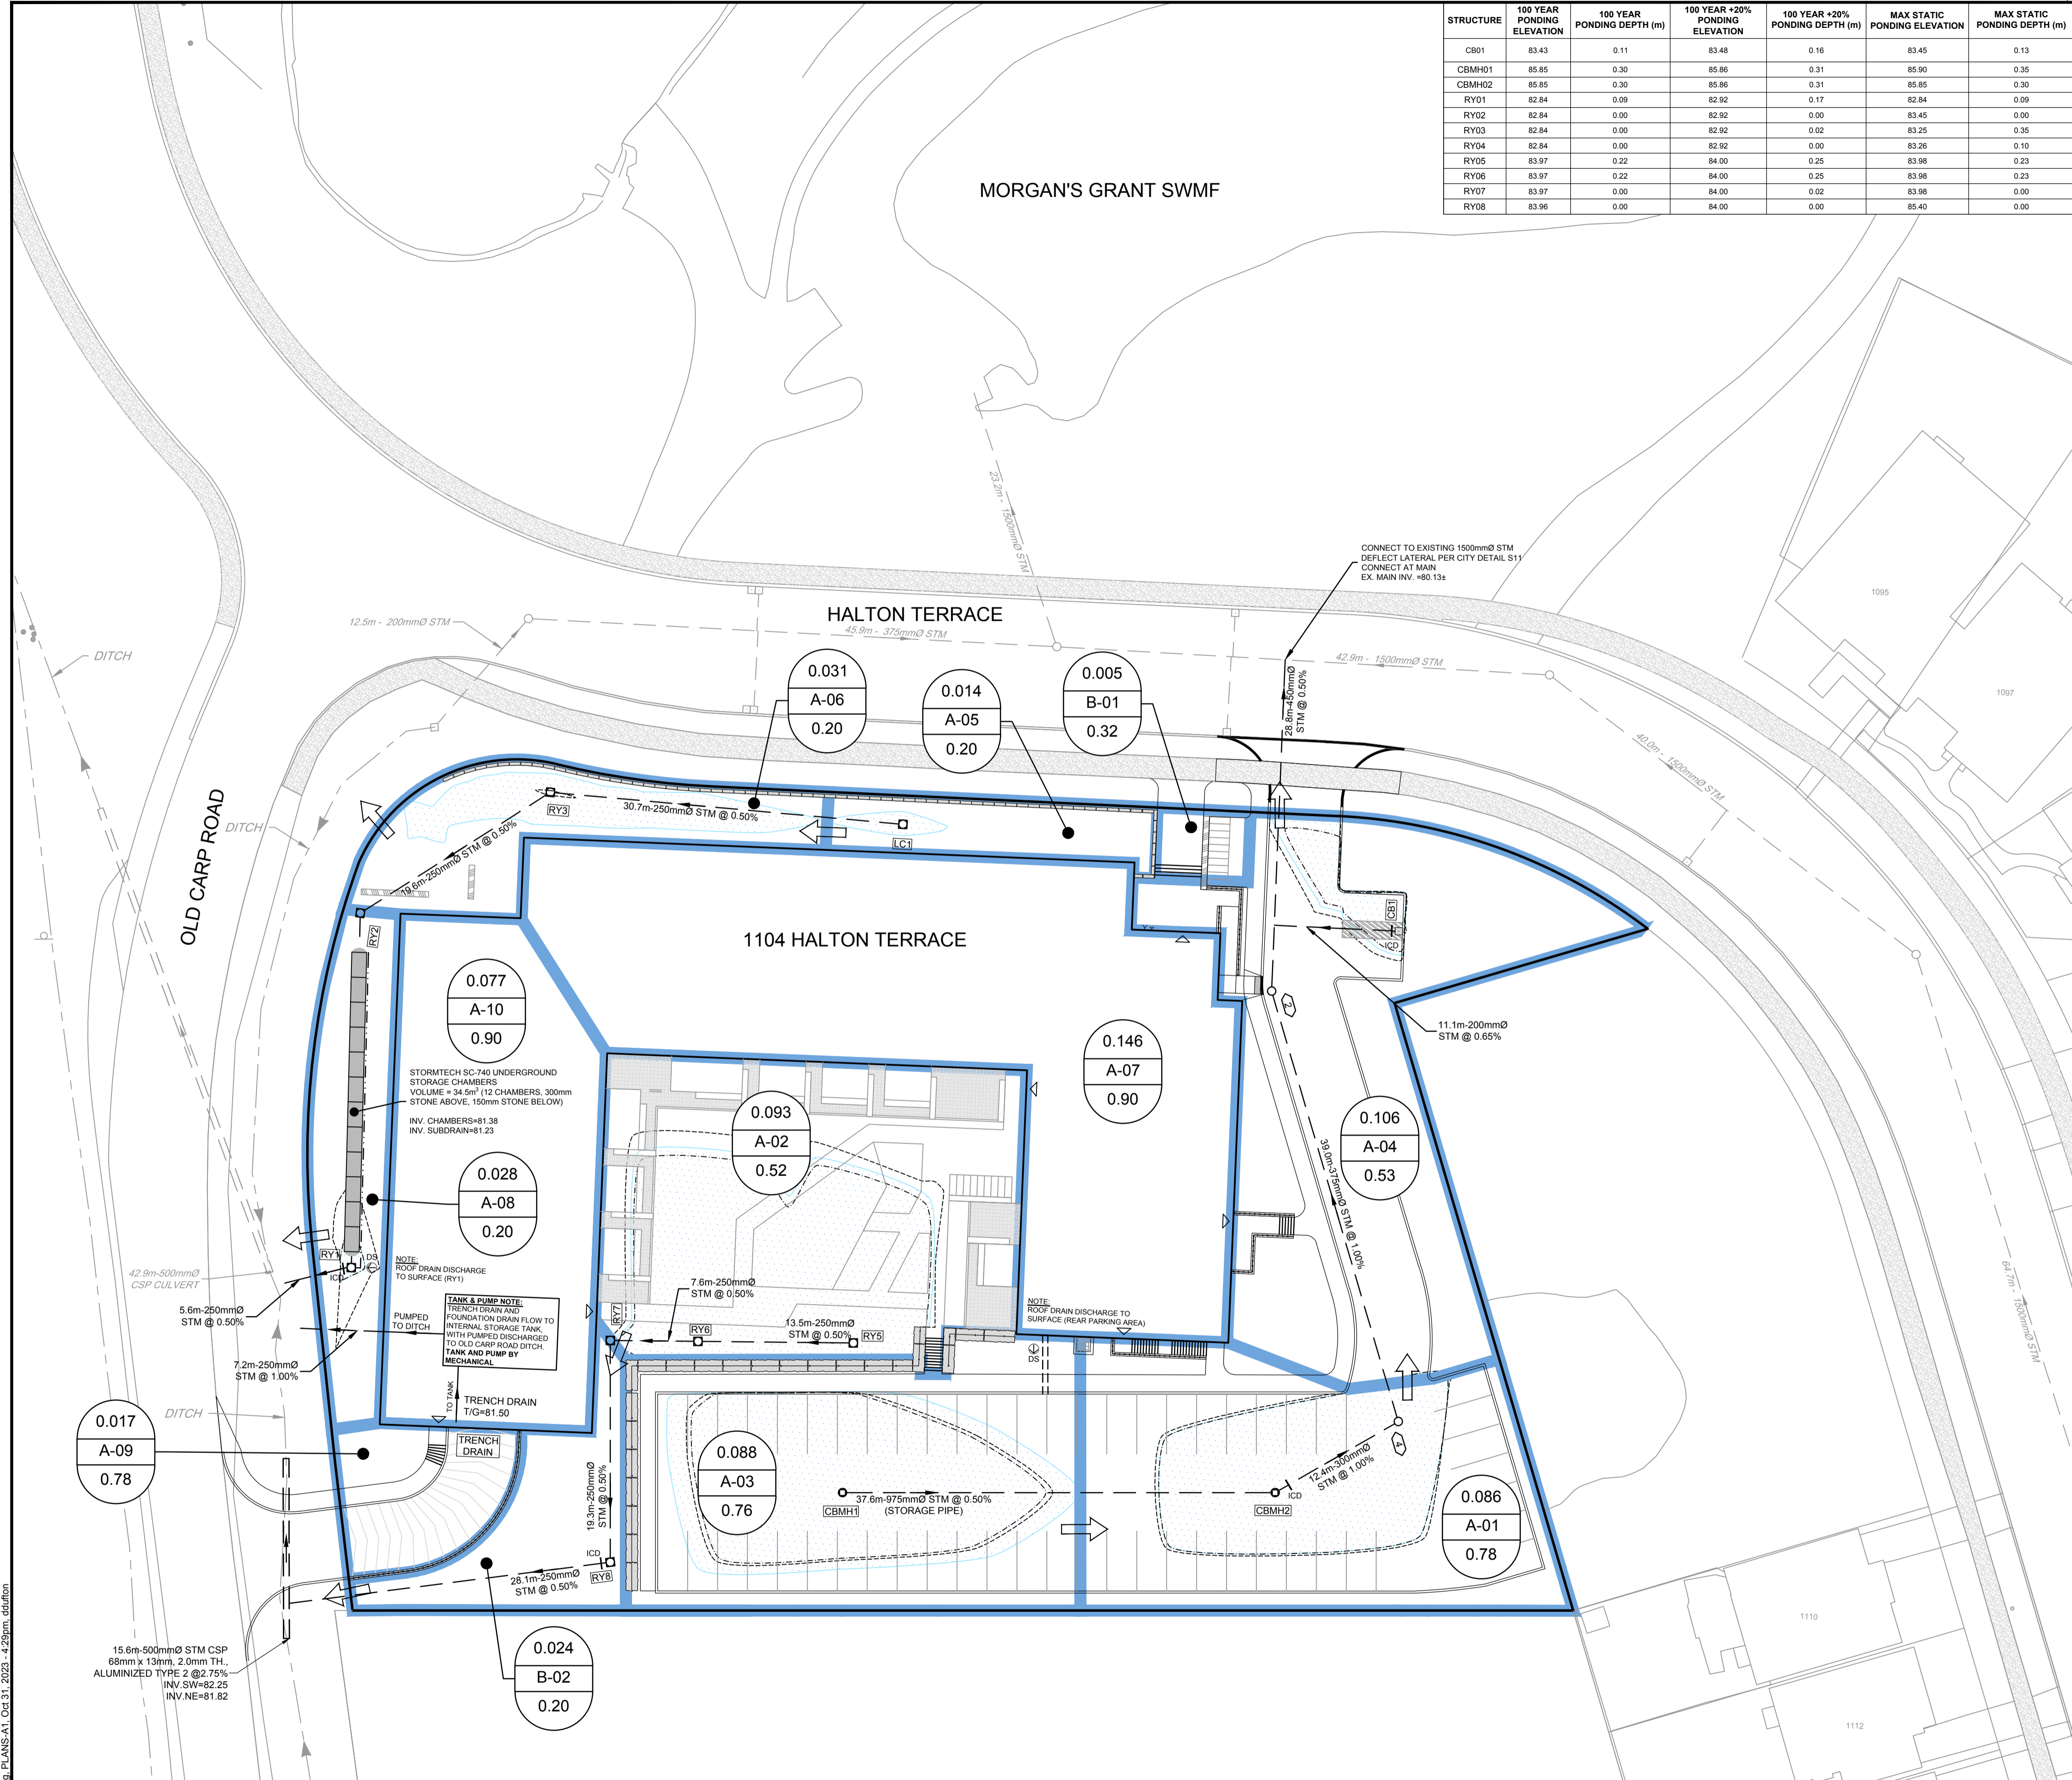 STRUCTURE
100 YEAR
PONDING
ELEVATION
100 YEAR
PONDING DEPTH (m)
100 YEAR +20%
PONDING
ELEVATION
100 YEAR +20%
PONDING DEPTH (m)
MAX STATIC
PONDING ELEVATION
MAX STATIC
PONDING DEPTH (m)
CB01 83.43 0.11 83.48 0.16 83.45 0.13
CBMH01 85.85 0.30 85.86 0.31 85.90 0.35
CBMH02 85.85 0.30 85.86 0.31 85.85 0.30
RY01 82.84 0.09 82.92 0.17 82.84 0.09
RY02 82.84 0.00 82.92 0.00 83.45 0.00
RY03 82.84 0.00 82.92 0.02 83.25 0.35
RY04 82.84 0.00 82.92 0.00 83.26 0.10
RY05 83.97 0.22 84.00 0.25 83.98 0.23
RY06 83.97 0.22 84.00 0.25 83.98 0.23
RY07 83.97 0.00 84.00 0.02 83.98 0.00
RY08 83.96 0.00 84.00 0.00 85.40 0.00
MORGAN'S GRANT SWMF
23.2m - 1500mmØ STM
CONNECT TO EXISTING 1500mmØ STM
DEFLECT LATERAL PER CITY DETAIL S11
CONNECT AT MAIN
EX. MAIN INV. =80.13±
1095
1097
HALTON TERRACE
12.5m - 200mmØ STM
45.9m - 375mmØ STM
42.9m - 1500mmØ STM
40.0m - 1500mmØ STM
64.7m - 1500mmØ STM
DITCH
28.8m-450mmØ
STM @ 0.50%
0.031
A-06
0.20
0.014
A-05
0.20
0.005
B-01
0.32
OLD CARP ROAD
DITCH
RY3
30.7m-250mmØ STM @ 0.50%
LC1
19.6m-250mmØ STM @ 0.50%
RY2
CB1
ICD
1104 HALTON TERRACE
2
11.1m-200mmØ
STM @ 0.65%
0.077
A-10
0.90
STORMTECH SC-740 UNDERGROUND
STORAGE CHAMBERS
VOLUME = 34.5m³ (12 CHAMBERS, 300mm
STONE ABOVE, 150mm STONE BELOW)
INV. CHAMBERS=81.38
INV. SUBDRAIN=81.23
0.146
A-07
0.90
0.093
A-02
0.52
0.106
A-04
0.53
39.0m-375mmØ STM @ 1.00%
0.028
A-08
0.20
RY1
DS
ICD
NOTE:
ROOF DRAIN DISCHARGE
TO SURFACE (RY1)
42.9m-500mmØ
CSP CULVERT
5.6m-250mmØ
STM @ 0.50%
PUMPED
TO DITCH
TANK & PUMP NOTE:
TRENCH DRAIN AND
FOUNDATION DRAIN FLOW TO
INTERNAL STORAGE TANK,
WITH PUMPED DISCHARGED
TO OLD CARP ROAD DITCH.
TANK AND PUMP BY
MECHANICAL
7.2m-250mmØ
STM @ 1.00%
TO TANK
TRENCH DRAIN
T/G=81.50
TRENCH
DRAIN
DITCH
RY7
7.6m-250mmØ
STM @ 0.50%
RY6
13.5m-250mmØ
STM @ 0.50%
RY5
NOTE:
ROOF DRAIN DISCHARGE TO
SURFACE (REAR PARKING AREA)
DS
0.017
A-09
0.78
19.3m-250mmØ
STM @ 0.50%
0.088
A-03
0.76
CBMH1
37.6m-975mmØ STM @ 0.50%
(STORAGE PIPE)
CBMH2
ICD
12.4m-300mmØ
STM @ 1.00%
4
0.086
A-01
0.78
ICD
RY8
28.1m-250mmØ
STM @ 0.50%
0.024
B-02
0.20
15.6m-500mmØ STM CSP
68mm x 13mm, 2.0mm TH.,
ALUMINIZED TYPE 2 @2.75%
INV.SW=82.25
INV.NE=81.82
1110
1112
PLANS-A1, Oct 31, 2023 - 4:29pm, ddufton